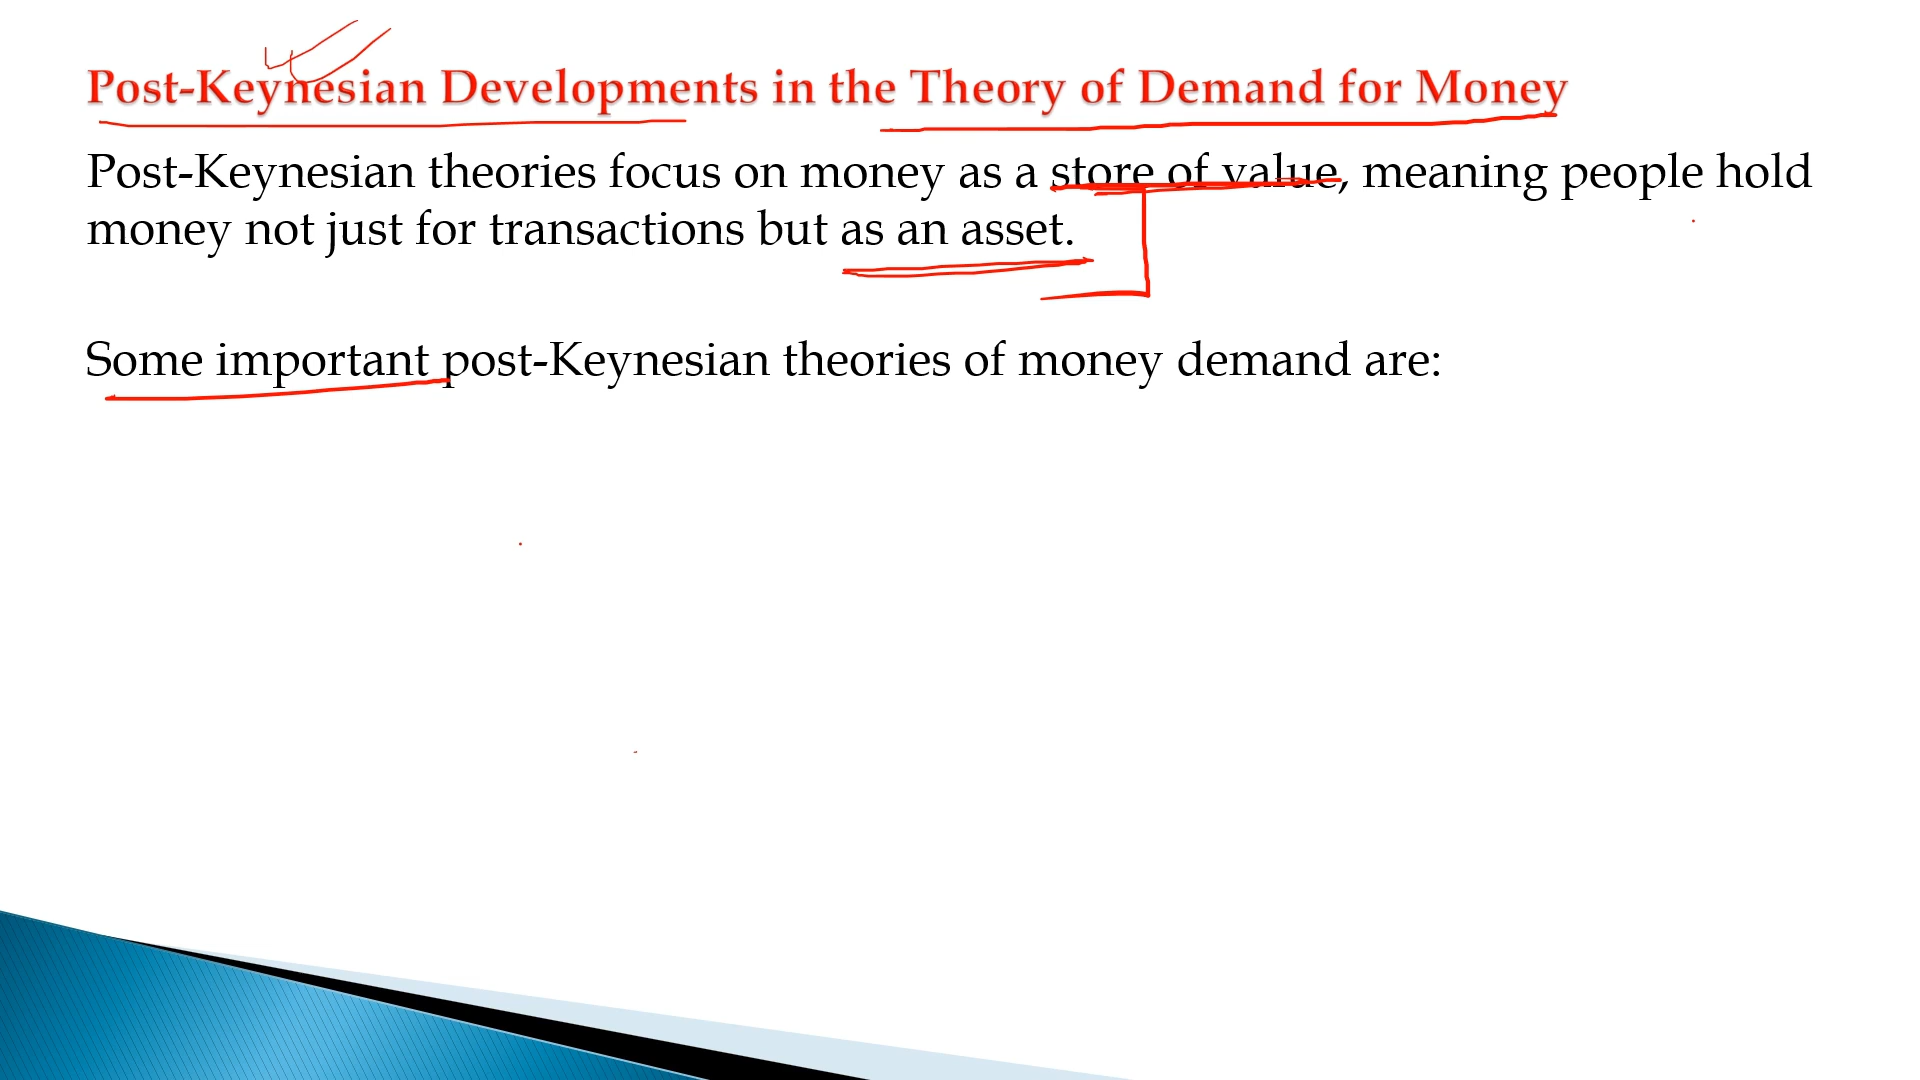 Post-Keynesian Developments in the Theory of Demand for Money
Post-Keynesian theories focus on money as a store of value, meaning people hold
money not just for transactions but as an asset.
Some important post-Keynesian theories of money demand are: